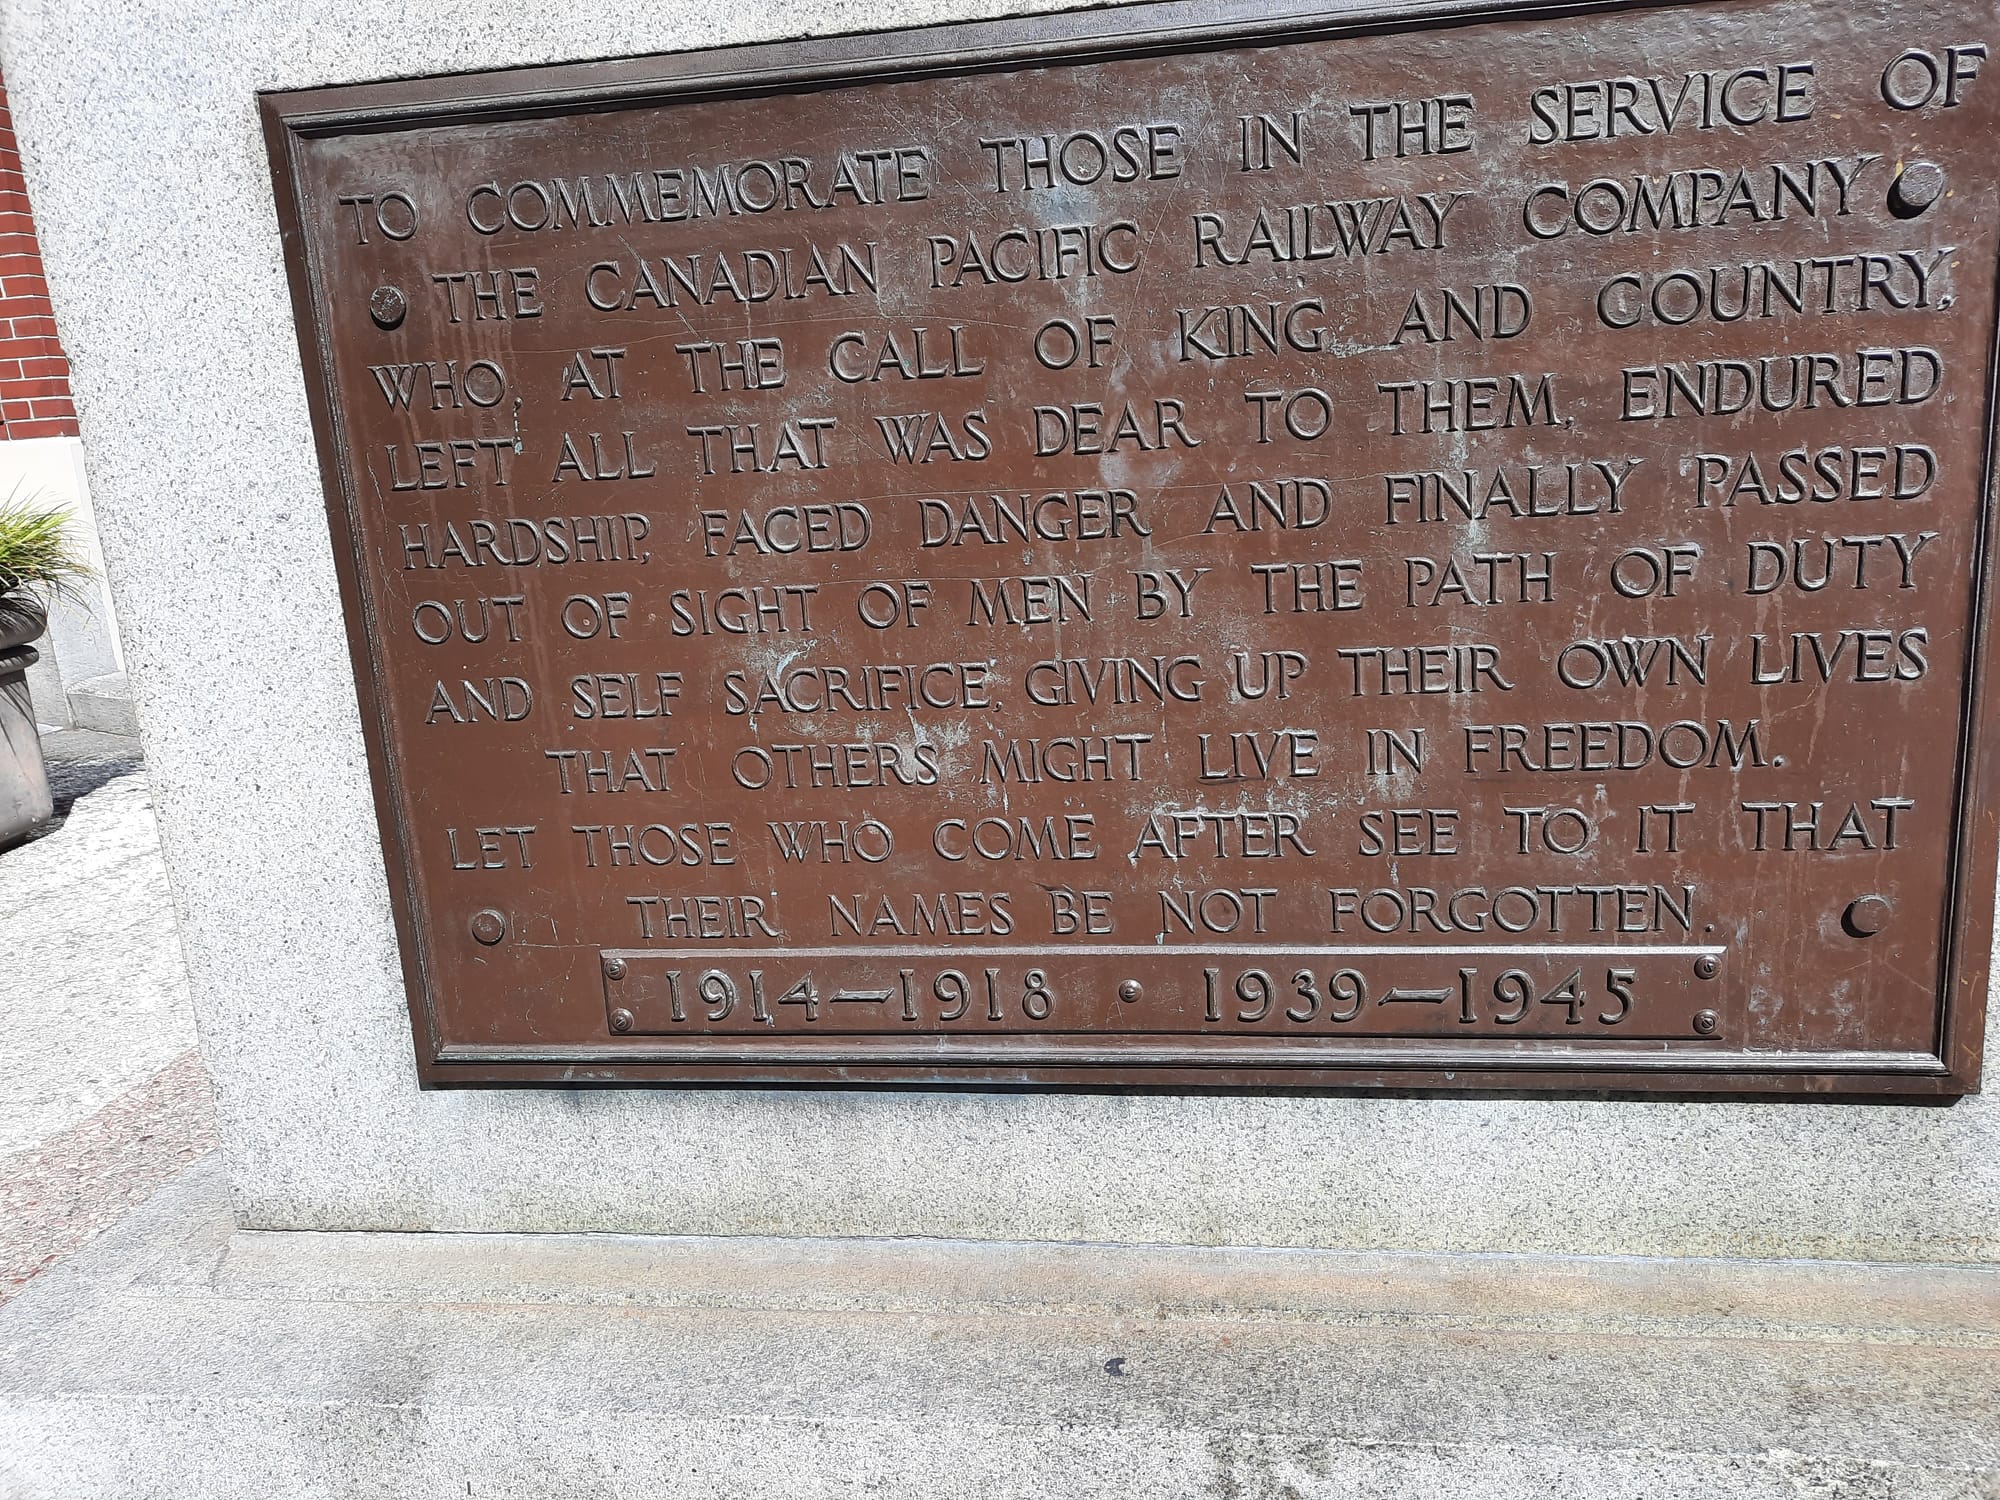 TO COMMEMORATE THOSE IN THE SERVICE OF
THE CANADIAN PACIFIC RAILWAY COMPANY
WHO, AT THE CALL OF KING AND COUNTRY,
LEFT ALL THAT WAS DEAR TO THEM, ENDURED
HARDSHIP, FACED DANGER AND FINALLY PASSED
OUT OF SIGHT OF MEN BY THE PATH OF DUTY
AND SELF SACRIFICE, GIVING UP THEIR OWN LIVES
THAT OTHERS MIGHT LIVE IN FREEDOM.
LET THOSE WHO COME AFTER SEE TO IT THAT
THEIR NAMES BE NOT FORGOTTEN.
1914—1918 • 1939—1945